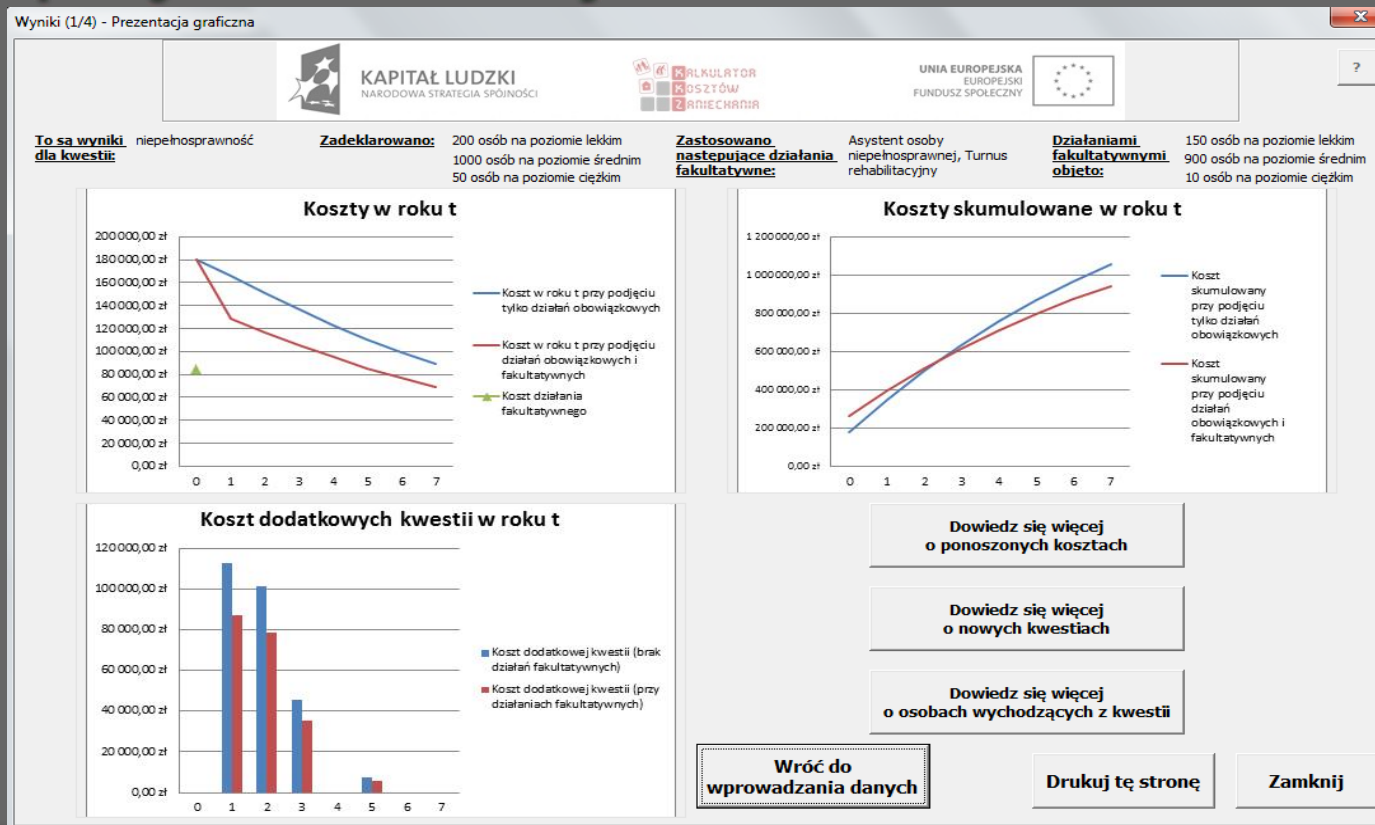 Wyniki (1/4) - Prezentacja graficzna
?
KAPITAŁ LUDZKI
NARODOWA STRATEGIA SPÓJNOŚCI
KALKULATOR
KOSZTÓW
ZANIECHANIA
UNIA EUROPEJSKA
EUROPEJSKI
FUNDUSZ SPOŁECZNY
To są wyniki
dla kwestii:
niepełnosprawność
Zadeklarowano:
200 osób na poziomie lekkim
1000 osób na poziomie średnim
50 osób na poziomie ciężkim
Zastosowano
następujące działania
fakultatywne:
Asystent osoby
niepełnosprawnej, Turnus
rehabilitacyjny
Działaniami
fakultatywnymi
objęto:
150 osób na poziomie lekkim
900 osób na poziomie średnim
10 osób na poziomie ciężkim
Koszty w roku t
200 000,00 zł
180 000,00 zł
160 000,00 zł
140 000,00 zł
120 000,00 zł
100 000,00 zł
80 000,00 zł
60 000,00 zł
40 000,00 zł
20 000,00 zł
0,00 zł
0 1 2 3 4 5 6 7
Koszt w roku t przy podjęciu
tylko działań obowiązkowych
Koszt w roku t przy podjęciu
działań obowiązkowych i
fakultatywnych
Koszt działania
fakultatywnego
Koszty skumulowane w roku t
1 200 000,00 zł
1 000 000,00 zł
800 000,00 zł
600 000,00 zł
400 000,00 zł
200 000,00 zł
0,00 zł
0 1 2 3 4 5 6 7
Koszt
skumulowany
przy podjęciu
tylko działań
obowiązkowych
Koszt
skumulowany
przy podjęciu
działań
obowiązkowych i
fakultatywnych
Koszt dodatkowych kwestii w roku t
120 000,00 zł
100 000,00 zł
80 000,00 zł
60 000,00 zł
40 000,00 zł
20 000,00 zł
0,00 zł
0 1 2 3 4 5 6 7
Koszt dodatkowej kwestii (brak
działań fakultatywnych)
Koszt dodatkowej kwestii (przy
działaniach fakultatywnych)
Dowiedz się więcej
o ponoszonych kosztach
Dowiedz się więcej
o nowych kwestiach
Dowiedz się więcej
o osobach wychodzących z kwestii
Wróć do
wprowadzania danych
Drukuj tę stronę
Zamknij